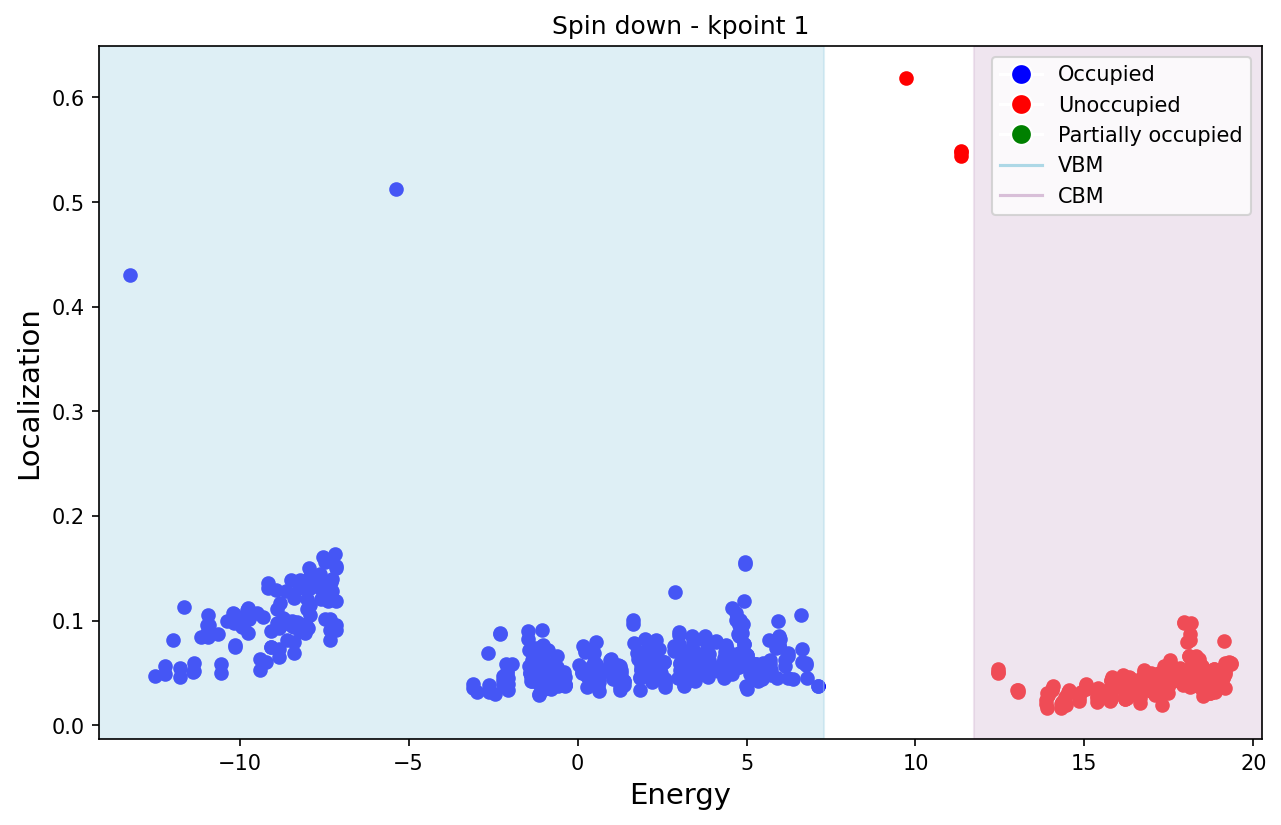 Spin down - kpoint 1
Localization
0.6
0.5
0.4
0.3
0.2
0.1
0.0
Occupied
Unoccupied
Partially occupied
VBM
CBM
−10
−5
0
5
10
15
20
Energy